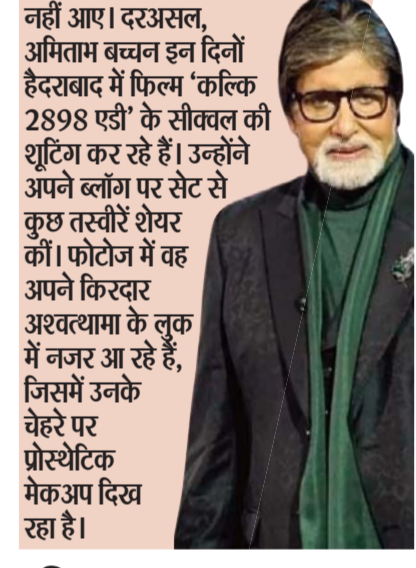 नहीं आए। दरअसल,
अमिताभ बच्चन इन दिनों
हैदराबाद में फिल्म ‘कल्कि
2898 एडी’ के सीक्वल की
शूटिंग कर रहे हैं। उन्होंने
अपने ब्लॉग पर सेट से
कुछ तस्वीरें शेयर
कीं। फोटोज में वह
अपने किरदार
अश्वत्थामा के लुक
में नजर आ रहे हैं,
जिसमें उनके
चेहरे पर
प्रोस्थेटिक
मेकअप दिख
रहा है।